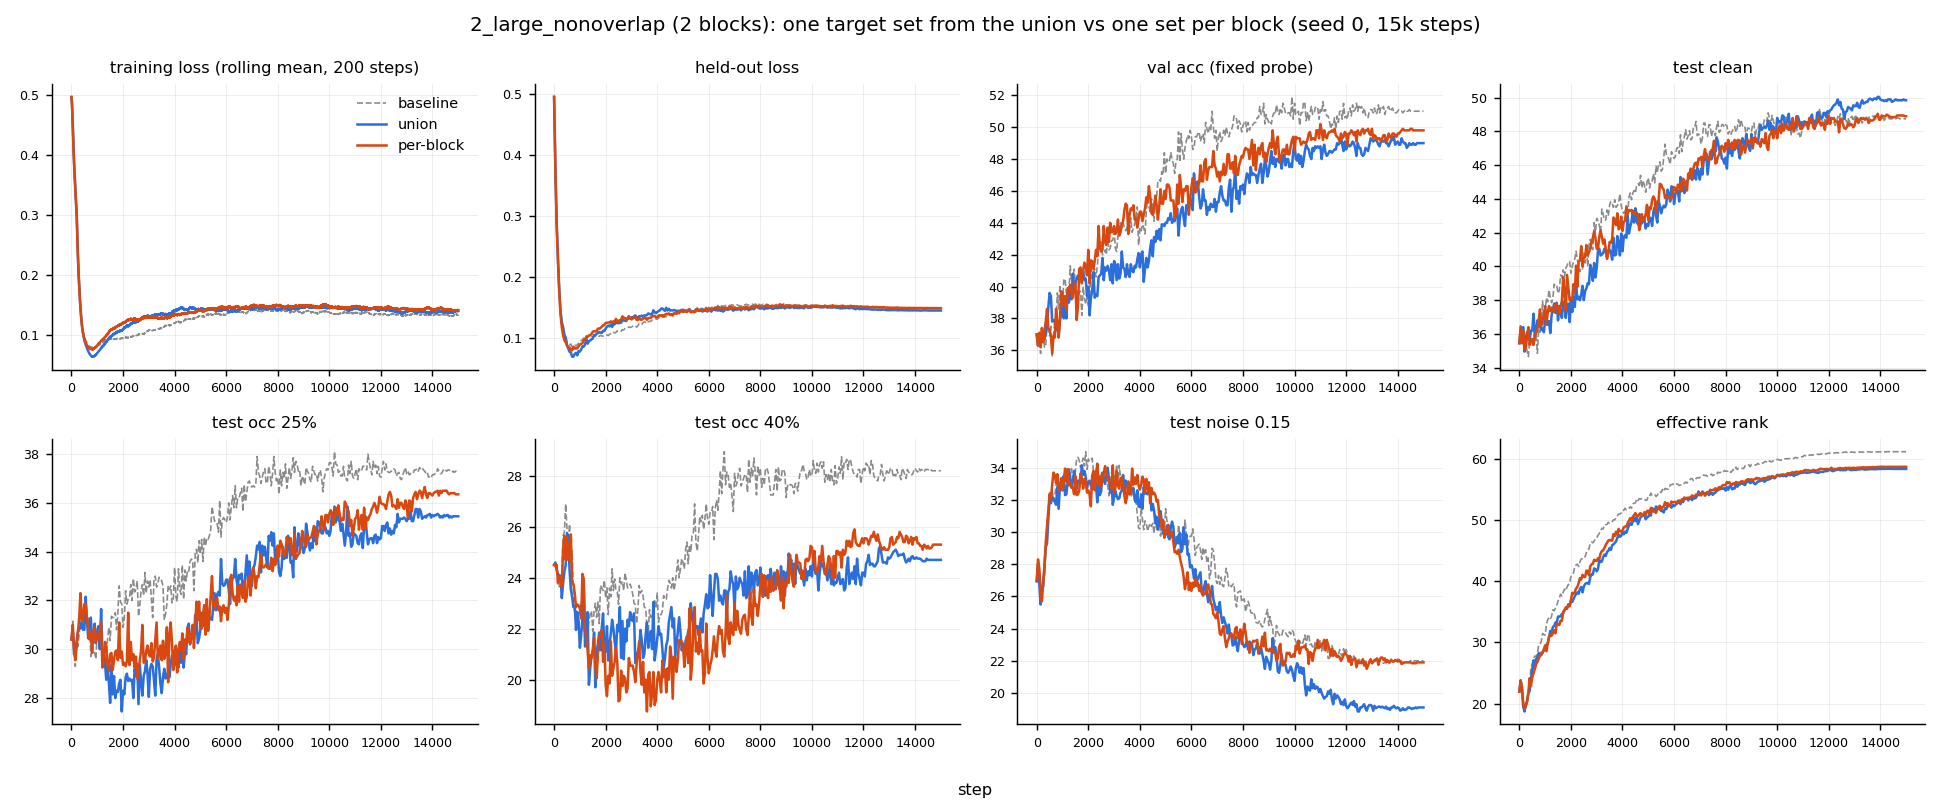 2_large_nonoverlap (2 blocks): one target set from the union vs one set per block (seed 0, 15k steps)
training loss (rolling mean, 200 steps)
0.5
0.4
0.3
0.2
0.1
0 2000 4000 6000 8000 10000 12000 14000
baseline
union
per-block
held-out loss
0.5
0.4
0.3
0.2
0.1
0 2000 4000 6000 8000 10000 12000 14000
val acc (fixed probe)
52
50
48
46
44
42
40
38
36
0 2000 4000 6000 8000 10000 12000 14000
test clean
50
48
46
44
42
40
38
36
34
0 2000 4000 6000 8000 10000 12000 14000
test occ 25%
38
36
34
32
30
28
0 2000 4000 6000 8000 10000 12000 14000
test occ 40%
28
26
24
22
20
0 2000 4000 6000 8000 10000 12000 14000
test noise 0.15
34
32
30
28
26
24
22
20
0 2000 4000 6000 8000 10000 12000 14000
effective rank
60
50
40
30
20
0 2000 4000 6000 8000 10000 12000 14000
step